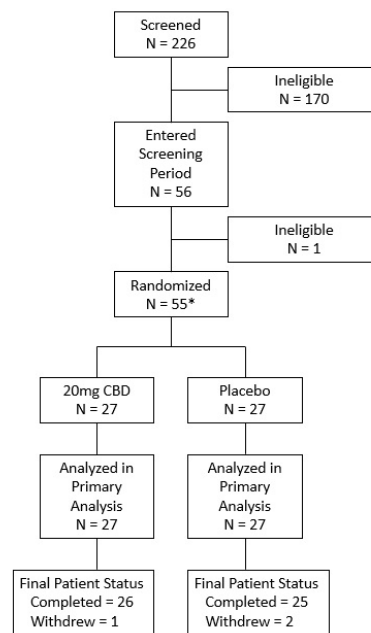 Screened
N = 226
Ineligible
N = 170
Entered
Screening
Period
N = 56
Ineligible
N = 1
Randomized
N = 55*
20mg CBD
N = 27
Placebo
N = 27
Analyzed in
Primary
Analysis
N = 27
Analyzed in
Primary
Analysis
N = 27
Final Patient Status
Completed = 26
Withdrew = 1
Final Patient Status
Completed = 25
Withdrew = 2